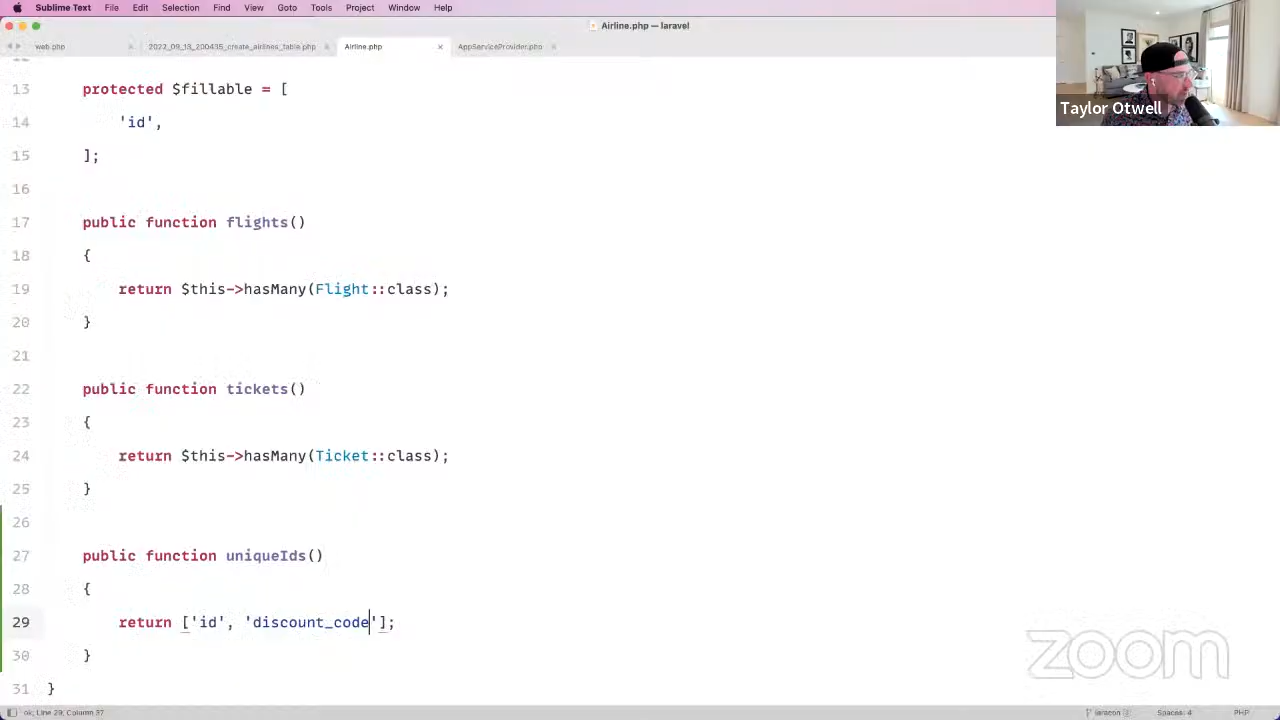 Sublime Text File Edit Selection Find View Goto Tools Project Window Help
Airline.php — laravel
web.php 2022_09_13_200435_create_airlines_table.php Airline.php AppServiceProvider.php
12
13 protected $fillable = [
14 'id',
15 ];
16
17 public function flights()
18 {
19 return $this->hasMany(Flight::class);
20 }
21
22 public function tickets()
23 {
24 return $this->hasMany(Ticket::class);
25 }
26
27 public function uniqueIds()
28 {
29 return ['id', 'discount_code'];
30 }
31 }
Taylor Otwell
zoom
ok; Line 29, Column 37 Spaces: 4 PHP